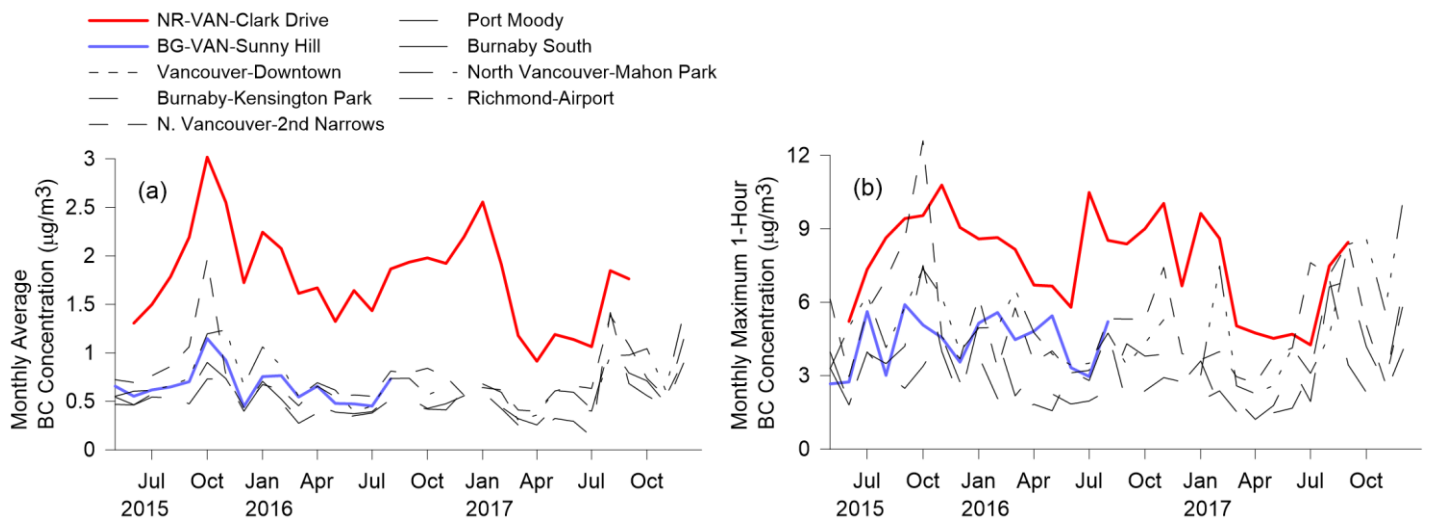 NR-VAN-Clark Drive
BG-VAN-Sunny Hill
Vancouver-Downtown
Burnaby-Kensington Park
N. Vancouver-2nd Narrows
Port Moody
Burnaby South
North Vancouver-Mahon Park
Richmond-Airport
Monthly Average
BC Concentration (µg/m3)
(a)
3
2.5
2
1.5
1
0.5
0
Jul Oct Jan Apr Jul Oct Jan Apr Jul Oct
2015 2016 2017
Monthly Maximum 1-Hour
BC Concentration (µg/m3)
(b)
12
9
6
3
0
Jul Oct Jan Apr Jul Oct Jan Apr Jul Oct
2015 2016 2017